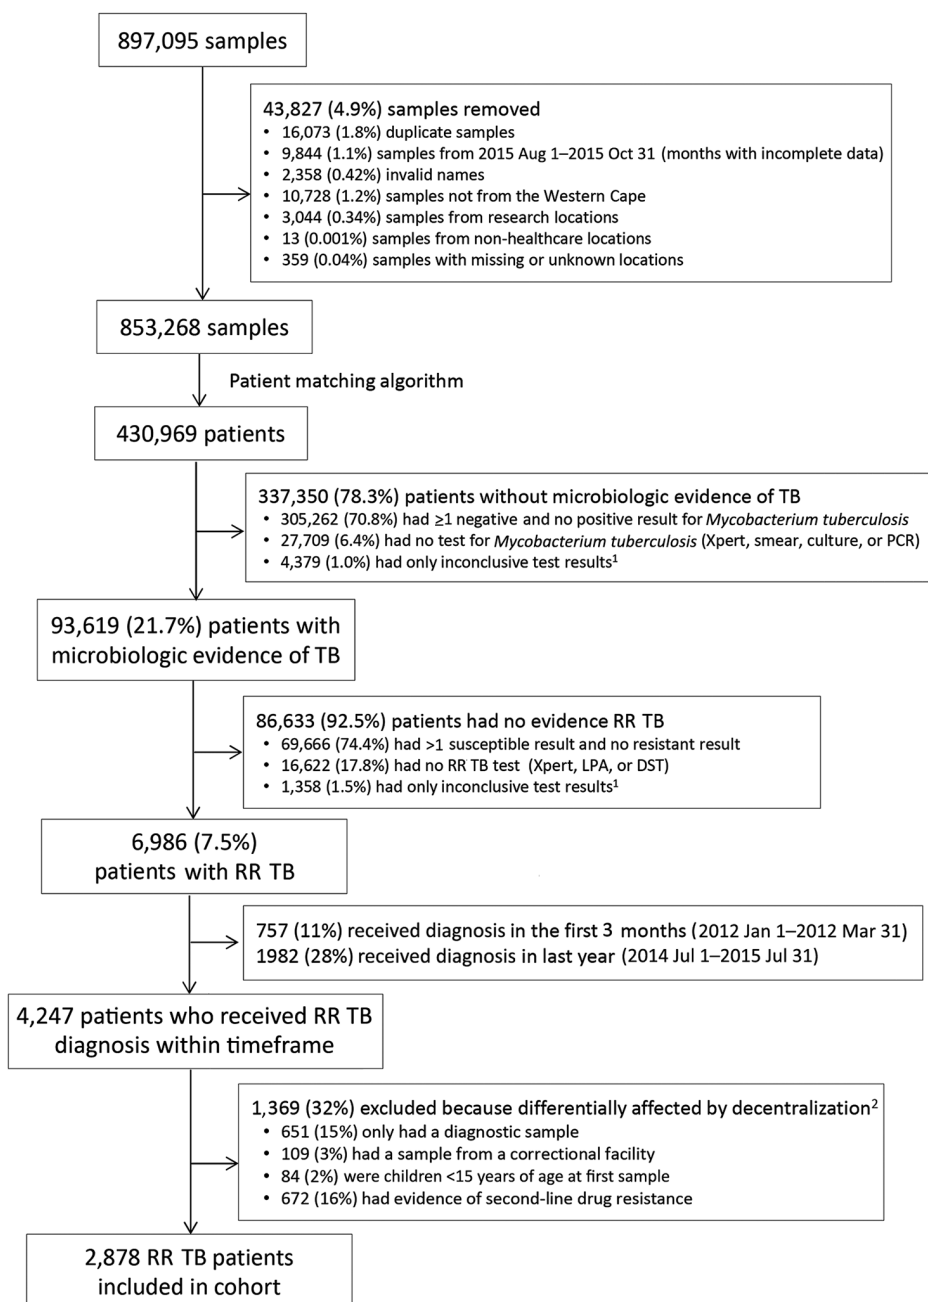 897,095 samples
43,827 (4.9%) samples removed
• 16,073 (1.8%) duplicate samples
• 9,844 (1.1%) samples from 2015 Aug 1–2015 Oct 31 (months with incomplete data)
• 2,358 (0.42%) invalid names
• 10,728 (1.2%) samples not from the Western Cape
• 3,044 (0.34%) samples from research locations
• 13 (0.001%) samples from non-healthcare locations
• 359 (0.04%) samples with missing or unknown locations
853,268 samples
Patient matching algorithm
430,969 patients
337,350 (78.3%) patients without microbiologic evidence of TB
• 305,262 (70.8%) had ≥1 negative and no positive result for Mycobacterium tuberculosis
• 27,709 (6.4%) had no test for Mycobacterium tuberculosis (Xpert, smear, culture, or PCR)
• 4,379 (1.0%) had only inconclusive test results¹
93,619 (21.7%) patients with
microbiologic evidence of TB
86,633 (92.5%) patients had no evidence RR TB
• 69,666 (74.4%) had >1 susceptible result and no resistant result
• 16,622 (17.8%) had no RR TB test (Xpert, LPA, or DST)
• 1,358 (1.5%) had only inconclusive test results¹
6,986 (7.5%)
patients with RR TB
757 (11%) received diagnosis in the first 3 months (2012 Jan 1–2012 Mar 31)
1982 (28%) received diagnosis in last year (2014 Jul 1–2015 Jul 31)
4,247 patients who received RR TB
diagnosis within timeframe
1,369 (32%) excluded because differentially affected by decentralization²
• 651 (15%) only had a diagnostic sample
• 109 (3%) had a sample from a correctional facility
• 84 (2%) were children <15 years of age at first sample
• 672 (16%) had evidence of second-line drug resistance
2,878 RR TB patients
included in cohort